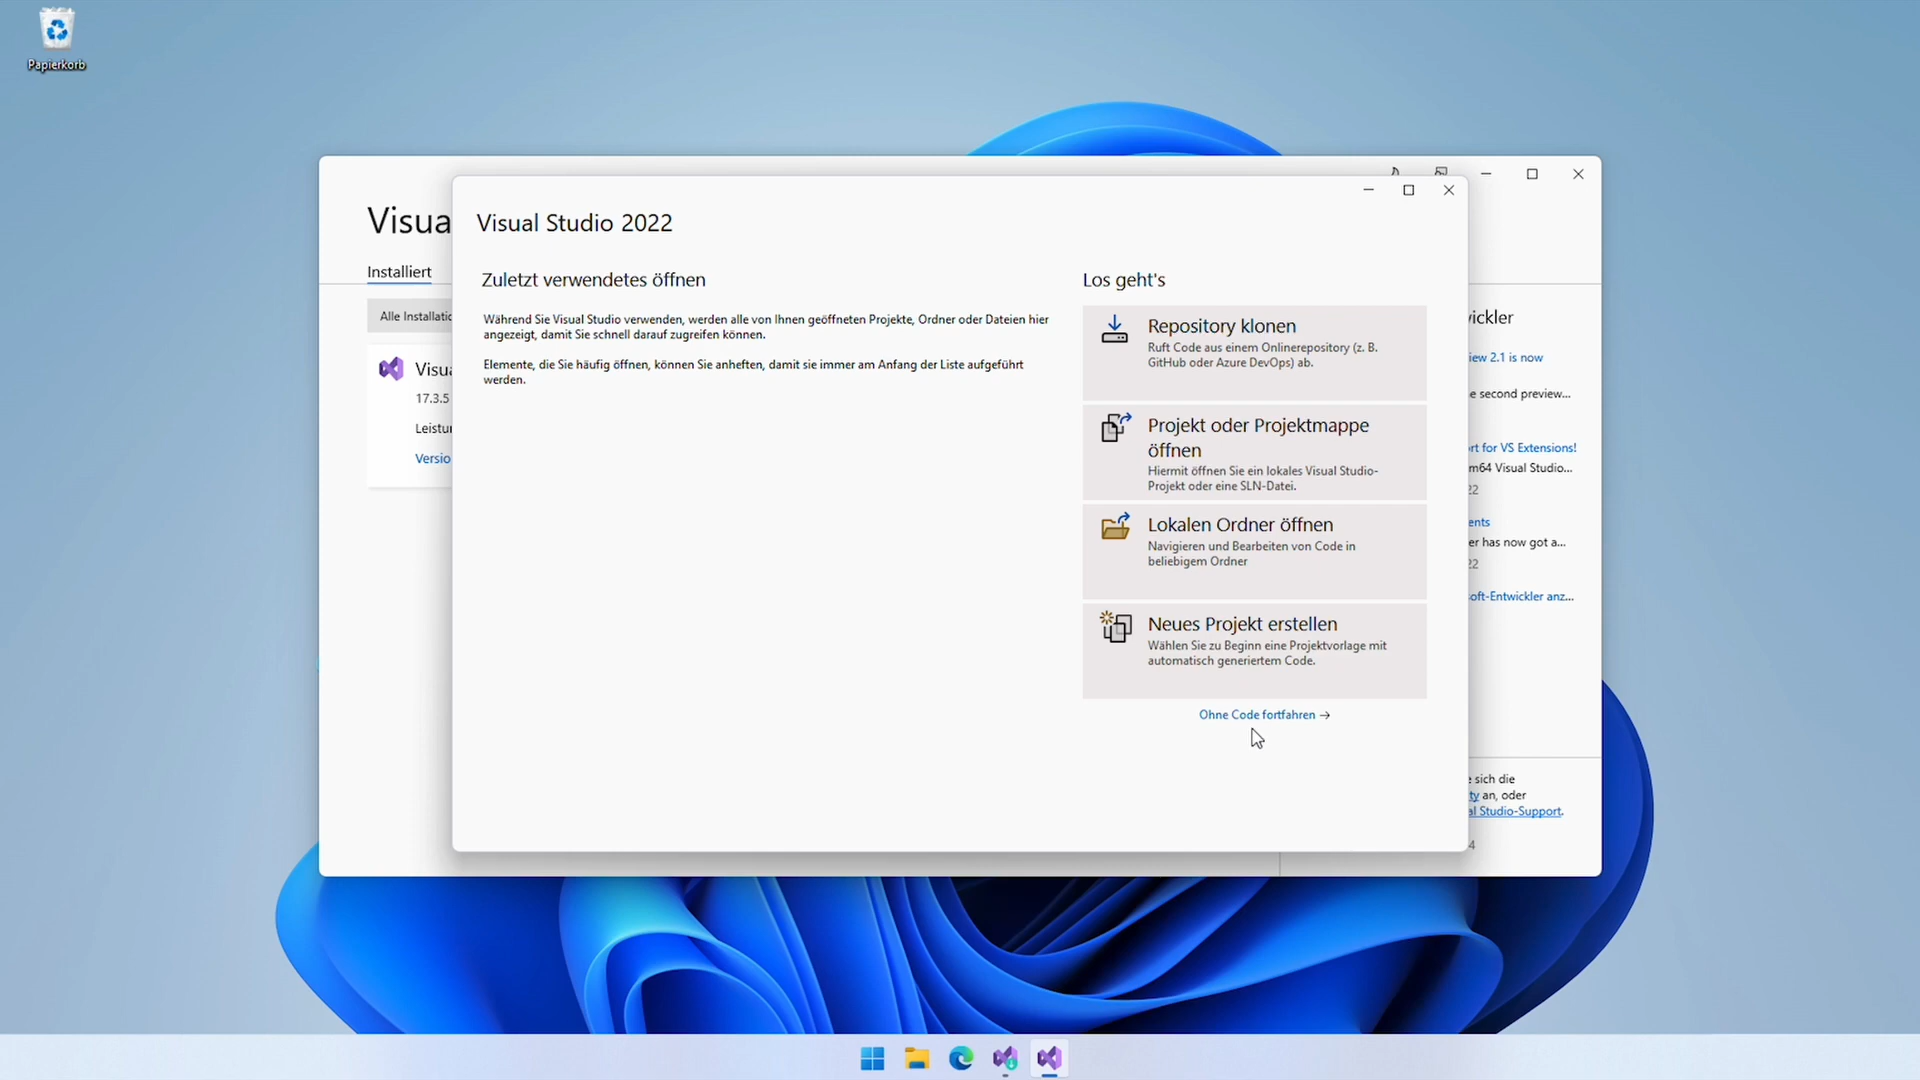 Papierkorb
Visua
Installiert
Alle Installatio
Visua
17.3.5
Leistun
Versio
Visual Studio 2022
Zuletzt verwendetes öffnen
Während Sie Visual Studio verwenden, werden alle von Ihnen geöffneten Projekte, Ordner oder Dateien hier
angezeigt, damit Sie schnell darauf zugreifen können.
Elemente, die Sie häufig öffnen, können Sie anheften, damit sie immer am Anfang der Liste aufgeführt
werden.
Los geht's
Repository klonen
Ruft Code aus einem Onlinerepository (z. B.
GitHub oder Azure DevOps) ab.
Projekt oder Projektmappe
öffnen
Hiermit öffnen Sie ein lokales Visual Studio-
Projekt oder eine SLN-Datei.
Lokalen Ordner öffnen
Navigieren und Bearbeiten von Code in
beliebigem Ordner
Neues Projekt erstellen
Wählen Sie zu Beginn eine Projektvorlage mit
automatisch generiertem Code.
Ohne Code fortfahren →
ickler
iew 2.1 is now
e second preview...
rt for VS Extensions!
m64 Visual Studio...
22
ents
er has now got a...
22
oft-Entwickler anz...
e sich die
ty an, oder
al Studio-Support.
4